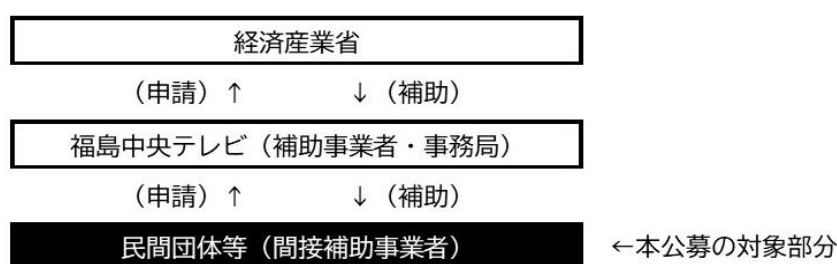 経済産業省
（申請）↑ ↓（補助）
福島中央テレビ（補助事業者・事務局）
（申請）↑ ↓（補助）
民間団体等（間接補助事業者） ←本公募の対象部分